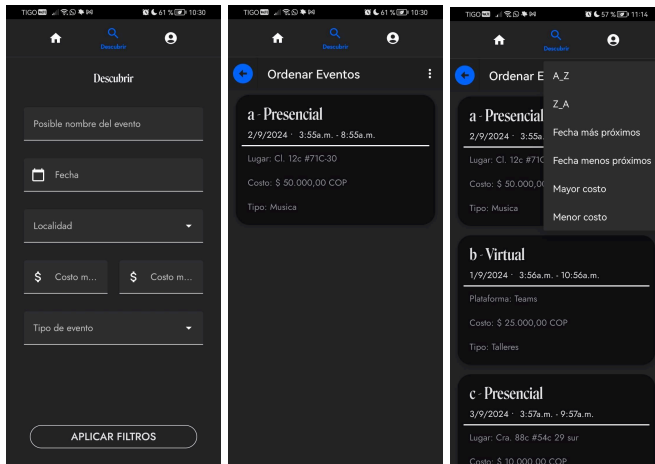 TIGO 61 % 10:30
Descubrir
Descubrir
Posible nombre del evento
Fecha
Localidad
$ Costo m...
$ Costo m...
Tipo de evento
APLICAR FILTROS
TIGO 61 % 10:30
Descubrir
Ordenar Eventos
a - Presencial
2/9/2024 · 3:55a.m. - 8:55a.m.
Lugar: Cl. 12c #71C-30
Costo: $ 50.000,00 COP
Tipo: Musica
TIGO 57 % 11:14
Descubrir
Ordenar E
A_Z
Z_A
Fecha más próximos
Fecha menos próximos
Mayor costo
Menor costo
a - Presencial
2/9/2024 · 3:55a
Lugar: Cl. 12c #71C
Costo: $ 50.000,0
Tipo: Musica
b - Virtual
1/9/2024 · 3:56a.m. - 10:56a.m.
Plataforma: Teams
Costo: $ 25.000,00 COP
Tipo: Talleres
c - Presencial
3/9/2024 · 3:57a.m. - 9:57a.m.
Lugar: Cra. 88c #54c 29 sur
Costo: $ 10.000,00 COP